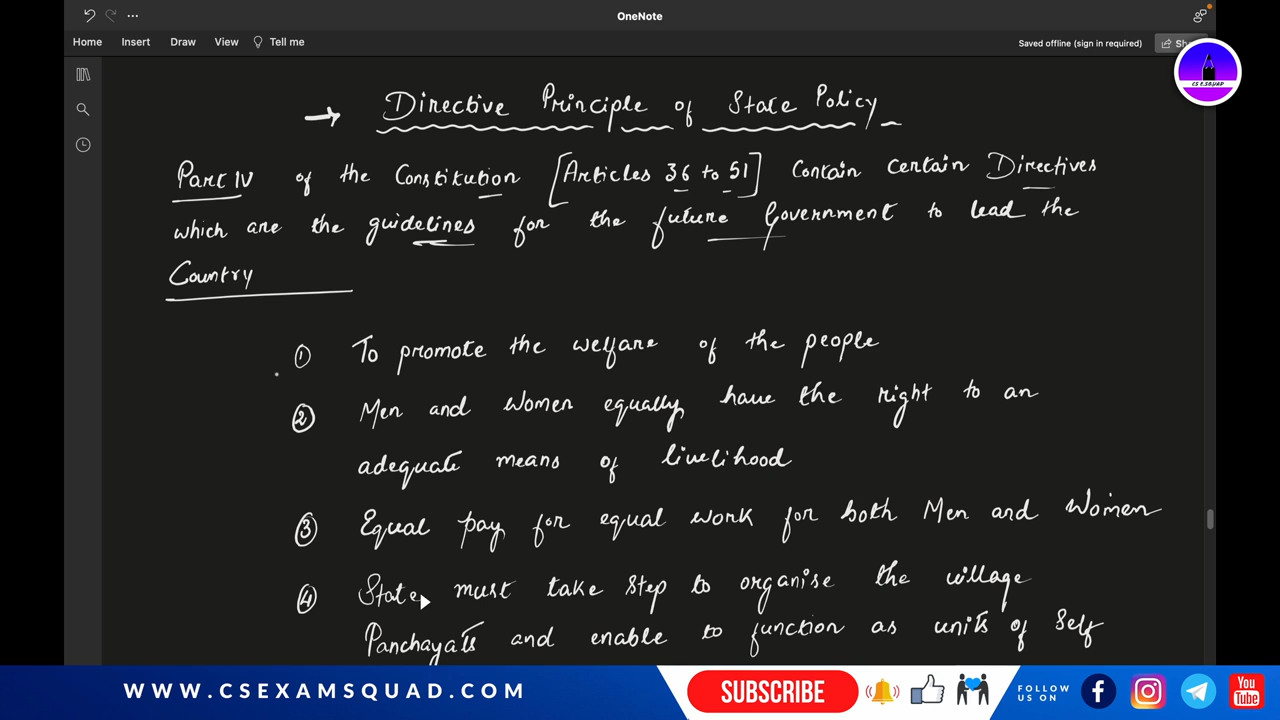 OneNote
Home Insert Draw View Tell me
Saved offline (sign in required)
CS E SQUAD
→ Directive Principle of State Policy
Part IV of the Constitution [Articles 36 to 51] Contain certain Directives
which are the guidelines for the future Government to lead the
Country
① To promote the welfare of the people
② Men and Women equally have the right to an
adequate means of livelihood
③ Equal pay for equal work for both Men and Women
④ State must take step to organise the village
Panchayats and enable to function as units of Self
WWW.CSEXAMSQUAD.COM
SUBSCRIBE
FOLLOW
US ON
You
Tube